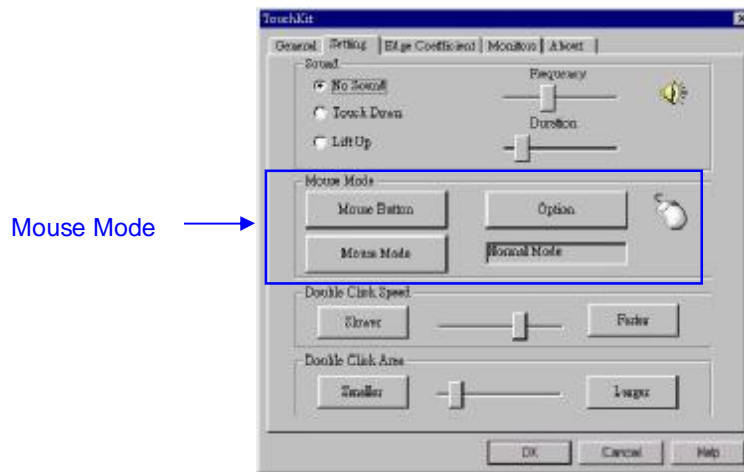 TouchKit
General Setting Edge Coefficient Monitors About
Sound
No Sound
Touch Down
Lift Up
Frequency
Duration
Mouse Mode
Mouse Mode
Mouse Button Option
Mouse Mode Normal Mode
Double Click Speed
Slower Faster
Double Click Area
Smaller Larger
OK Cancel Help